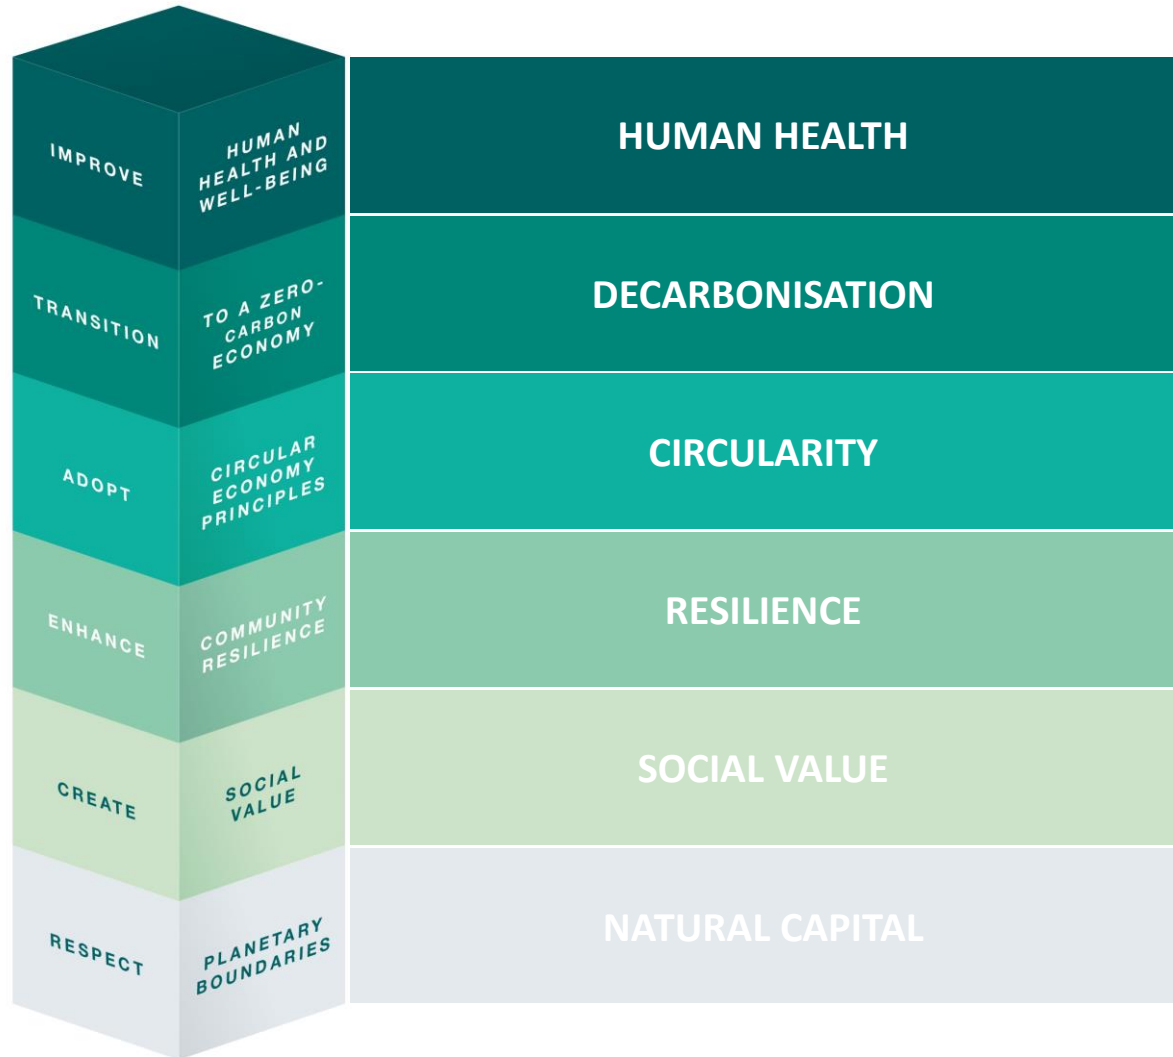 IMPROVE
HUMAN
HEALTH AND
WELL-BEING
HUMAN HEALTH
TRANSITION
TO A ZERO-
CARBON
ECONOMY
DECARBONISATION
ADOPT
CIRCULAR
ECONOMY
PRINCIPLES
CIRCULARITY
ENHANCE
COMMUNITY
RESILIENCE
RESILIENCE
CREATE
SOCIAL
VALUE
SOCIAL VALUE
RESPECT
PLANETARY
BOUNDARIES
NATURAL CAPITAL